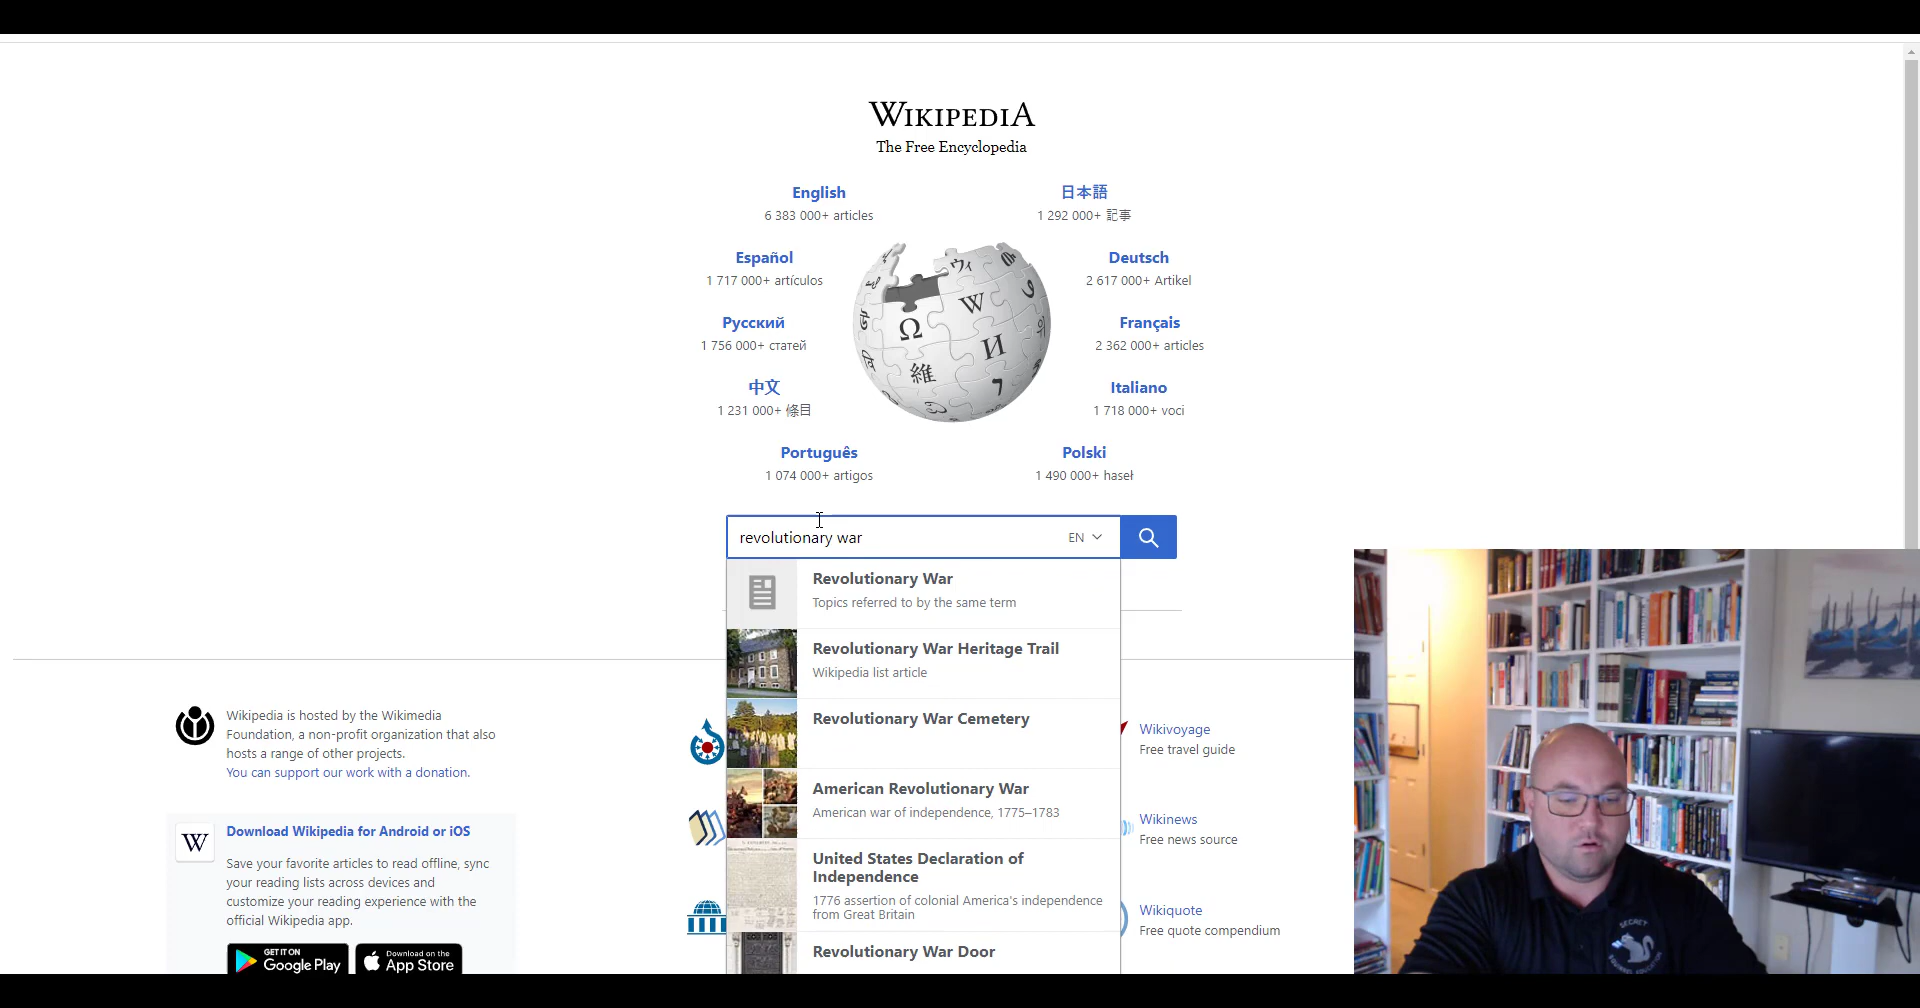 WIKIPEDIA
The Free Encyclopedia
English
6 383 000+ articles
日本語
1 292 000+ 記事
Español
1 717 000+ artículos
Deutsch
2 617 000+ Artikel
Русский
1 756 000+ статей
Français
2 362 000+ articles
中文
1 231 000+ 條目
Italiano
1 718 000+ voci
Português
1 074 000+ artigos
Polski
1 490 000+ haseł
Ω
W
И
維
ウィ
revolutionary war
EN
Revolutionary War
Topics referred to by the same term
Revolutionary War Heritage Trail
Wikipedia list article
Revolutionary War Cemetery
American Revolutionary War
American war of independence, 1775–1783
United States Declaration of
Independence
1776 assertion of colonial America's independence
from Great Britain
Revolutionary War Door
Wikipedia is hosted by the Wikimedia
Foundation, a non-profit organization that also
hosts a range of other projects.
You can support our work with a donation.
W
Download Wikipedia for Android or iOS
Save your favorite articles to read offline, sync
your reading lists across devices and
customize your reading experience with the
official Wikipedia app.
GET IT ON
Google Play
Download on the
App Store
Wikivoyage
Free travel guide
Wikinews
Free news source
Wikiquote
Free quote compendium
SECRET
SQUIRREL EDUCATION